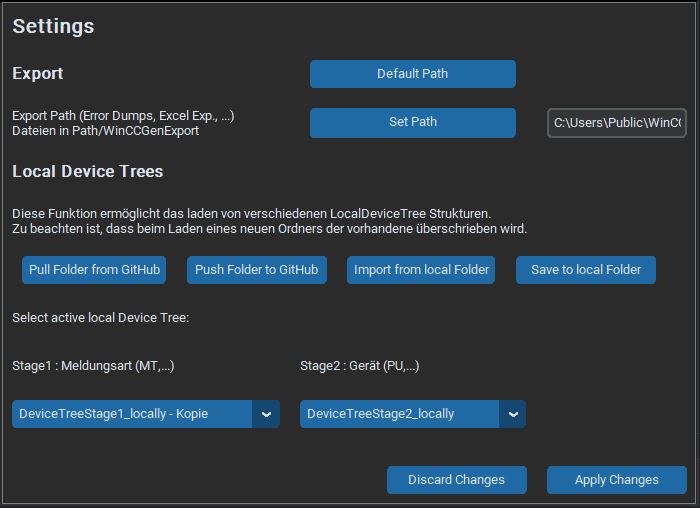 Settings
Export
Default Path
Export Path (Error Dumps, Excel Exp., ...)
Dateien in Path/WinCCGenExport
Set Path
C:\Users\Public\WinCC
Local Device Trees
Diese Funktion ermöglicht das laden von verschiedenen LocalDeviceTree Strukturen.
Zu beachten ist, dass beim Laden eines neuen Ordners der vorhandene überschrieben wird.
Pull Folder from GitHub
Push Folder to GitHub
Import from local Folder
Save to local Folder
Select active local Device Tree:
Stage1 : Meldungsart (MT,...)
Stage2 : Gerät (PU,...)
DeviceTreeStage1_locally - Kopie
DeviceTreeStage2_locally
Discard Changes
Apply Changes